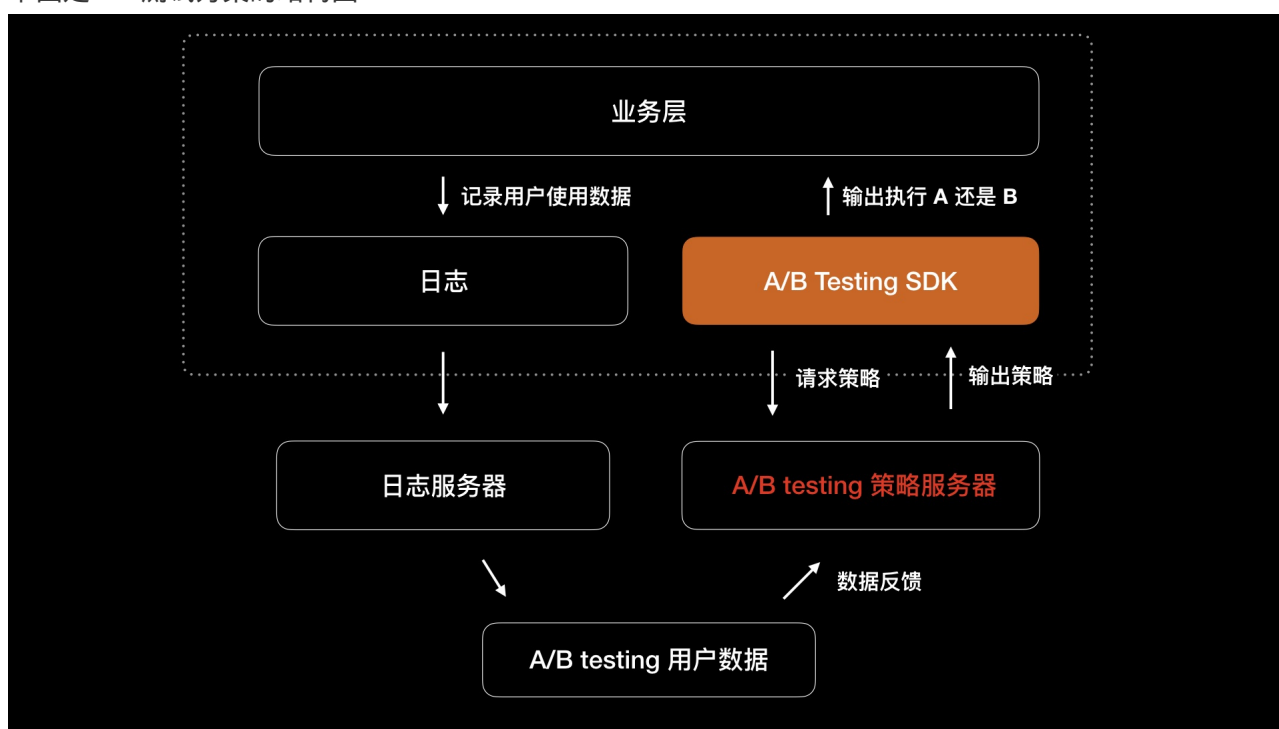 业务层
记录用户使用数据
输出执行 A 还是 B
日志
A/B Testing SDK
请求策略
输出策略
日志服务器
A/B testing 策略服务器
数据反馈
A/B testing 用户数据